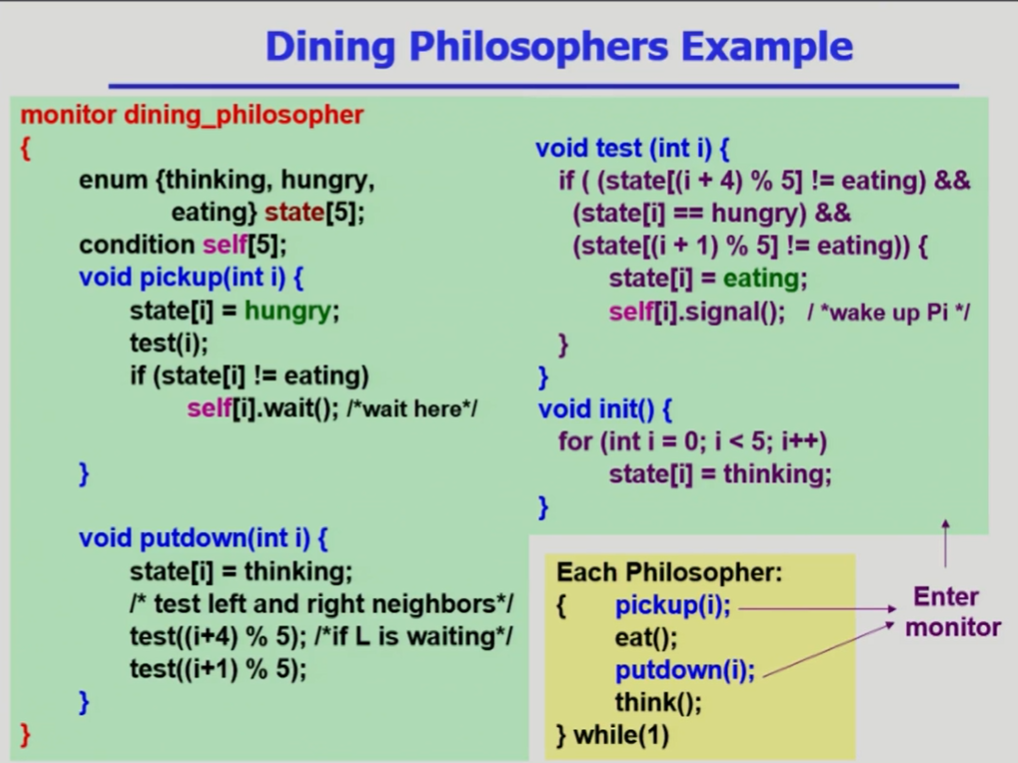 Dining Philosophers Example
monitor dining_philosopher
{
enum {thinking, hungry,
eating} state[5];
condition self[5];
void pickup(int i) {
state[i] = hungry;
test(i);
if (state[i] != eating)
self[i].wait(); /*wait here*/
}
void putdown(int i) {
state[i] = thinking;
/* test left and right neighbors*/
test((i+4) % 5); /*if L is waiting*/
test((i+1) % 5);
}
}
void test (int i) {
if ( (state[(i + 4) % 5] != eating) &&
(state[i] == hungry) &&
(state[(i + 1) % 5] != eating)) {
state[i] = eating;
self[i].signal(); / *wake up Pi */
}
}
void init() {
for (int i = 0; i < 5; i++)
state[i] = thinking;
}
Each Philosopher:
{ pickup(i);
eat();
putdown(i);
think();
} while(1)
Enter
monitor